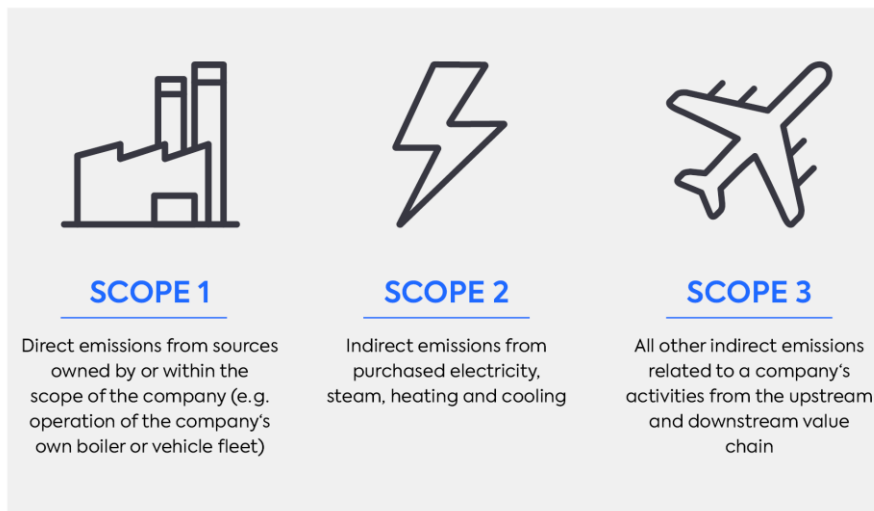 SCOPE 1
Direct emissions from sources
owned by or within the
scope of the company (e.g.
operation of the company‘s
own boiler or vehicle fleet)
SCOPE 2
Indirect emissions from
purchased electricity,
steam, heating and cooling
SCOPE 3
All other indirect emissions
related to a company‘s
activities from the upstream
and downstream value
chain